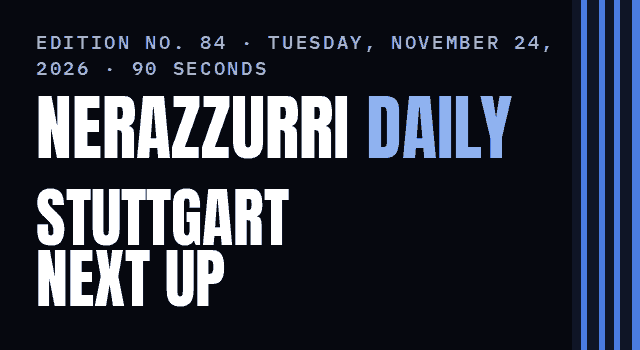 EDITION NO. 84 · TUESDAY, NOVEMBER 24,
2026 · 90 SECONDS
NERAZZURRI DAILY
STUTTGART
NEXT UP